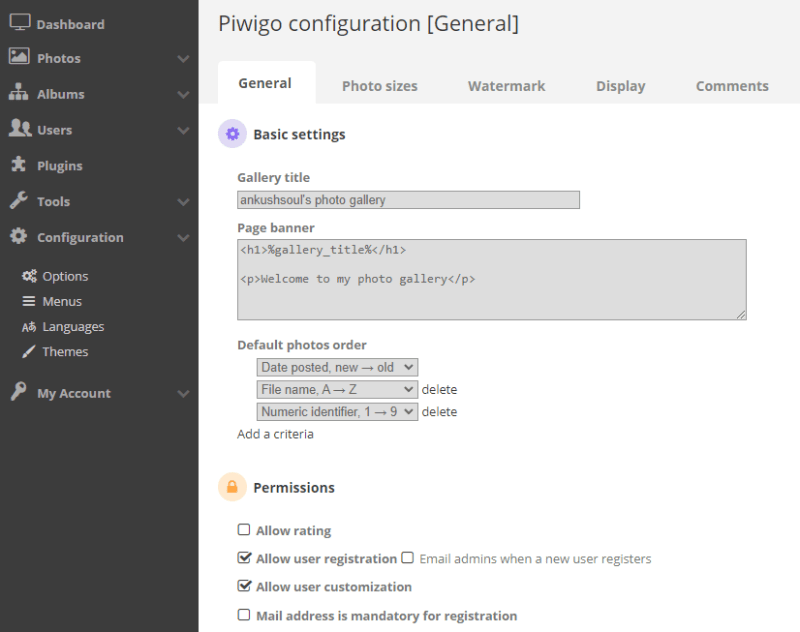 Dashboard
Photos
Albums
Users
Plugins
Tools
Configuration
Options
Menus
Languages
Themes
My Account
Piwigo configuration [General]
General Photo sizes Watermark Display Comments
Basic settings
Gallery title
ankushsoul's photo gallery
Page banner
<h1>%gallery_title%</h1>
<p>Welcome to my photo gallery</p>
Default photos order
Date posted, new → old
File name, A → Z delete
Numeric identifier, 1 → 9 delete
Add a criteria
Permissions
Allow rating
Allow user registration Email admins when a new user registers
Allow user customization
Mail address is mandatory for registration